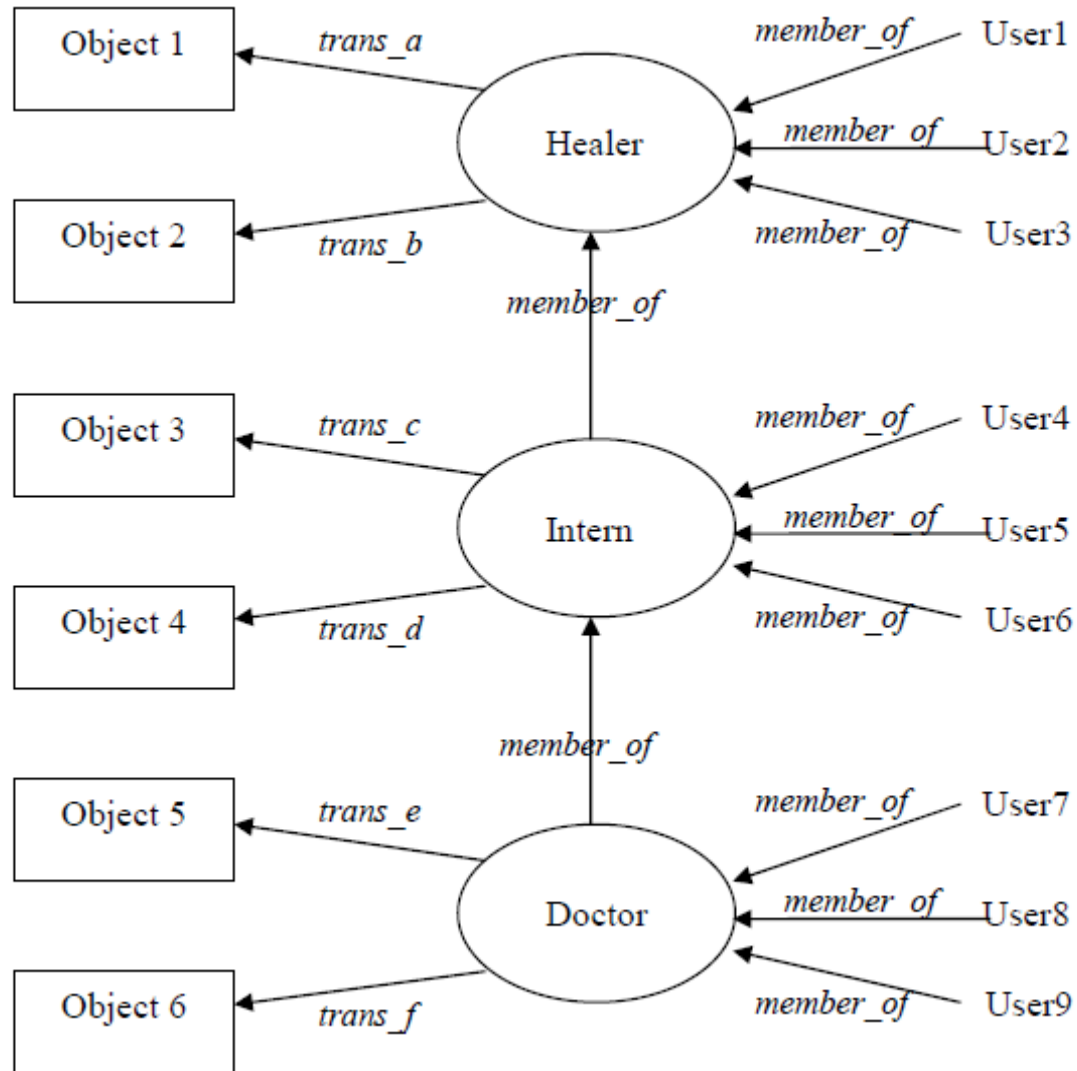 Object 1
trans_a
member_of
User1
Healer
member_of
User2
Object 2
trans_b
member_of
User3
member_of
Object 3
trans_c
member_of
User4
Intern
member_of
User5
Object 4
trans_d
member_of
User6
member_of
Object 5
trans_e
member_of
User7
Doctor
member_of
User8
Object 6
trans_f
member_of
User9